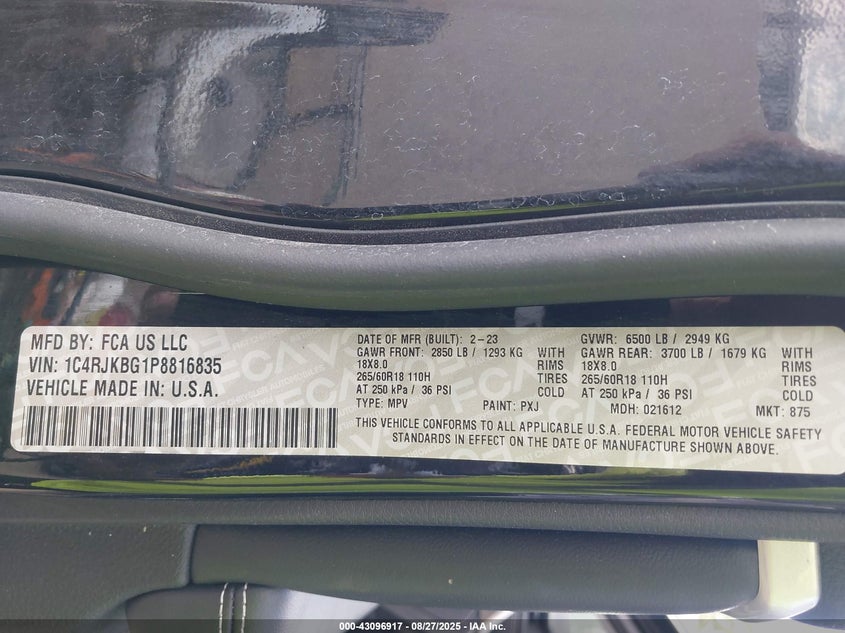 MFD BY: FCA US LLC
VIN: 1C4RJKBG1P8816835
VEHICLE MADE IN: U.S.A.
DATE OF MFR (BUILT): 2-23 GVWR: 6500 LB / 2949 KG
GAWR FRONT: 2850 LB / 1293 KG WITH GAWR REAR: 3700 LB / 1679 KG WITH
18X8.0 RIMS 18X8.0 RIMS
265/60R18 110H TIRES 265/60R18 110H TIRES
AT 250 kPa / 36 PSI COLD AT 250 kPa / 36 PSI COLD
TYPE: MPV PAINT: PXJ MDH: 021612 MKT: 875
THIS VEHICLE CONFORMS TO ALL APPLICABLE U.S.A. FEDERAL MOTOR VEHICLE SAFETY
STANDARDS IN EFFECT ON THE DATE OF MANUFACTURE SHOWN ABOVE.
000-43096917 - 08/27/2025 - IAA Inc.